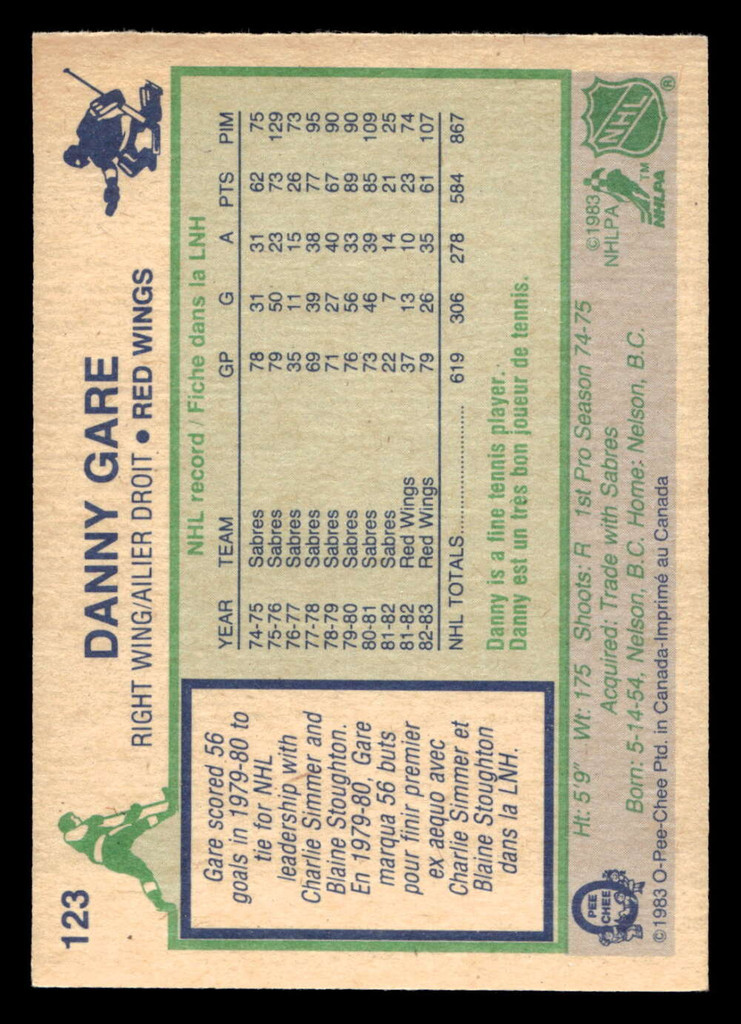 123
DANNY GARE
RIGHT WING/AILIER DROIT • RED WINGS
Gare scored 56
goals in 1979-80 to
tie for NHL
leadership with
Charlie Simmer and
Blaine Stoughton.
En 1979-80, Gare
marqua 56 buts
pour finir premier
ex aequo avec
Charlie Simmer et
Blaine Stoughton
dans la LNH.
NHL record / Fiche dans la LNH
YEAR TEAM GP G A PTS PIM
74-75 Sabres 78 31 31 62 75
75-76 Sabres 79 50 23 73 129
76-77 Sabres 35 11 15 26 73
77-78 Sabres 69 39 38 77 95
78-79 Sabres 71 27 40 67 90
79-80 Sabres 76 56 33 89 90
80-81 Sabres 73 46 39 85 109
81-82 Sabres 22 7 14 21 25
81-82 Red Wings 37 13 10 23 74
82-83 Red Wings 79 26 35 61 107
NHL TOTALS.................... 619 306 278 584 867
Danny is a fine tennis player.
Danny est un très bon joueur de tennis.
Ht: 5'9" Wt: 175 Shoots: R 1st Pro Season 74-75
Acquired: Trade with Sabres
Born: 5-14-54, Nelson, B.C. Home: Nelson, B.C.
O PEE CHEE
© 1983 O-Pee-Chee Ptd. in Canada-Imprimé au Canada
© 1983
NHLPA
NHLPA TM
NHL ®